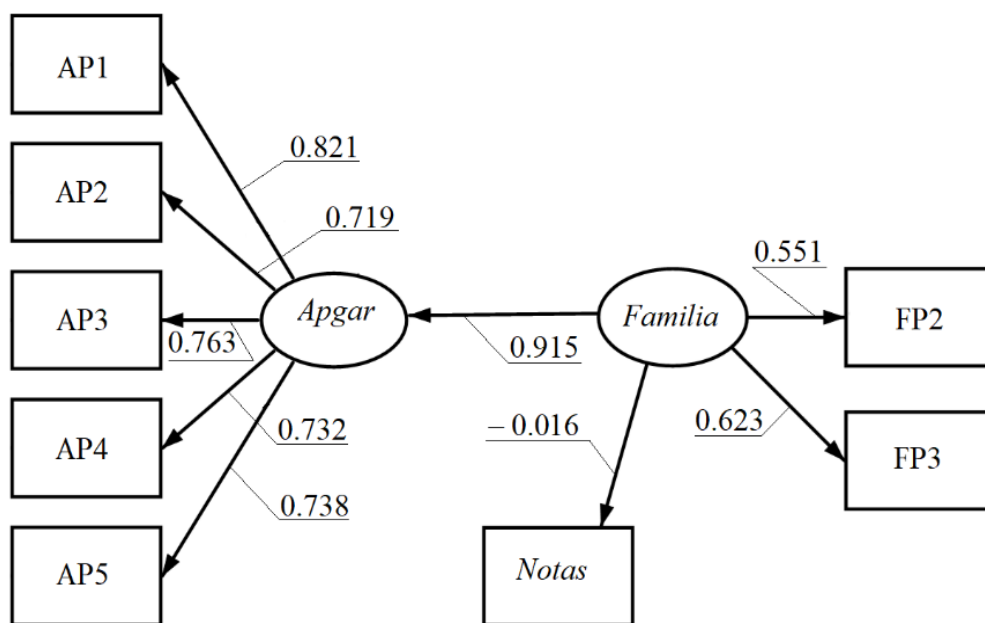 AP1
AP2
AP3
AP4
AP5
0.821
0.719
0.763
0.732
0.738
Apgar
0.915
Familia
– 0.016
Notas
0.551
0.623
FP2
FP3